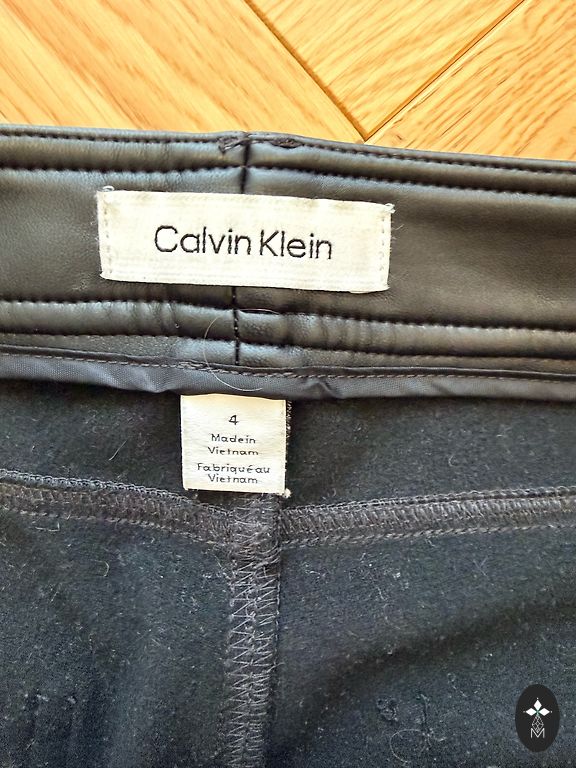 Calvin Klein
4
Made in
Vietnam
Fabriqué au
Vietnam
M